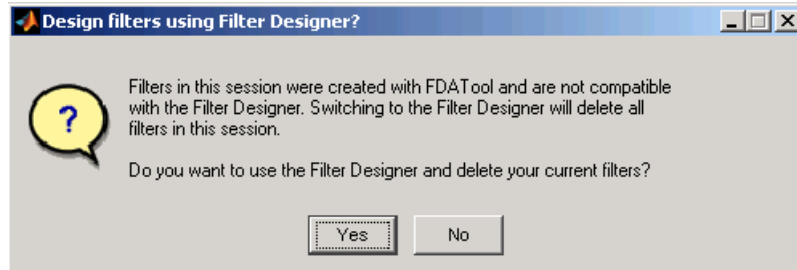 Design filters using Filter Designer?
Filters in this session were created with FDATool and are not compatible
with the Filter Designer. Switching to the Filter Designer will delete all
filters in this session.
Do you want to use the Filter Designer and delete your current filters?
Yes No